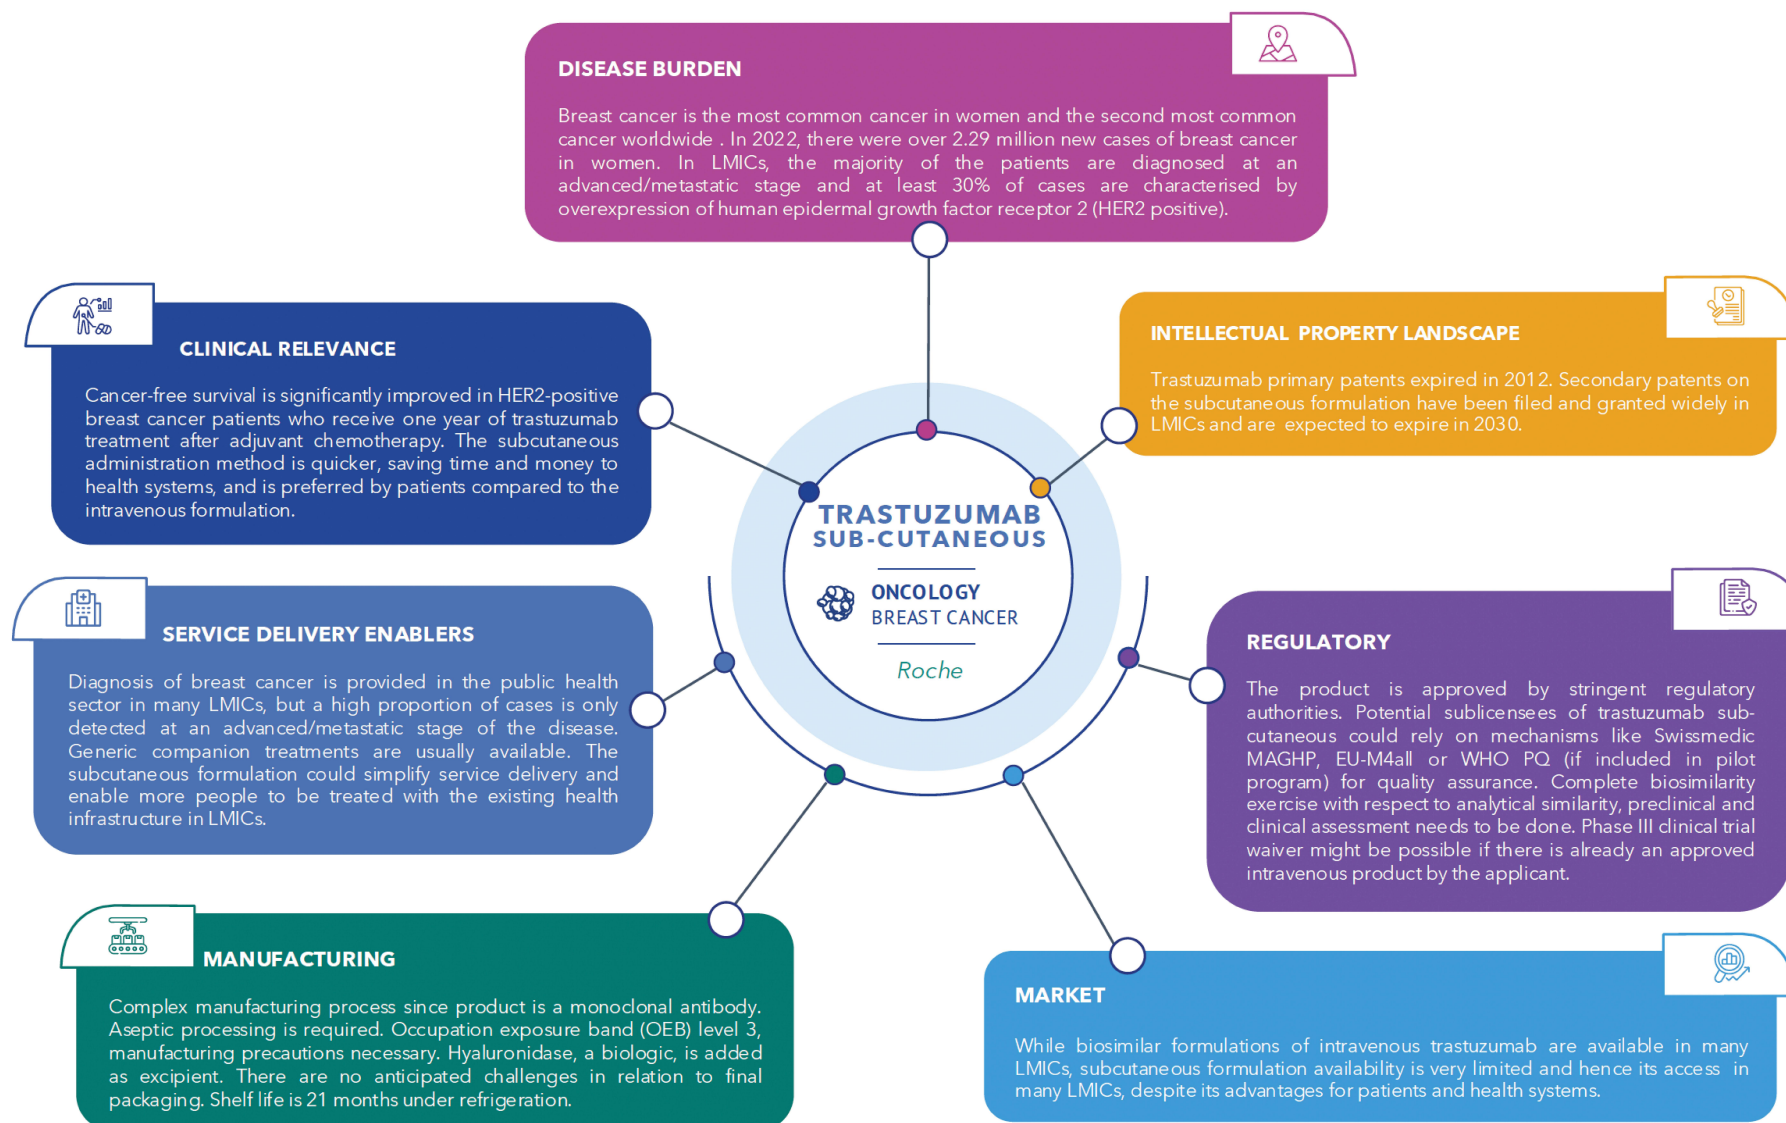 DISEASE BURDEN
Breast cancer is the most common cancer in women and the second most common
cancer worldwide . In 2022, there were over 2.29 million new cases of breast cancer
in women. In LMICs, the majority of the patients are diagnosed at an
advanced/metastatic stage and at least 30% of cases are characterised by
overexpression of human epidermal growth factor receptor 2 (HER2 positive).
CLINICAL RELEVANCE
Cancer-free survival is significantly improved in HER2-positive
breast cancer patients who receive one year of trastuzumab
treatment after adjuvant chemotherapy. The subcutaneous
administration method is quicker, saving time and money to
health systems, and is preferred by patients compared to the
intravenous formulation.
INTELLECTUAL PROPERTY LANDSCAPE
Trastuzumab primary patents expired in 2012. Secondary patents on
the subcutaneous formulation have been filed and granted widely in
LMICs and are expected to expire in 2030.
TRASTUZUMAB
SUB-CUTANEOUS
ONCOLOGY
BREAST CANCER
Roche
SERVICE DELIVERY ENABLERS
Diagnosis of breast cancer is provided in the public health
sector in many LMICs, but a high proportion of cases is only
detected at an advanced/metastatic stage of the disease.
Generic companion treatments are usually available. The
subcutaneous formulation could simplify service delivery and
enable more people to be treated with the existing health
infrastructure in LMICs.
REGULATORY
The product is approved by stringent regulatory
authorities. Potential sublicensees of trastuzumab sub-
cutaneous could rely on mechanisms like Swissmedic
MAGHP, EU-M4all or WHO PQ (if included in pilot
program) for quality assurance. Complete biosimilarity
exercise with respect to analytical similarity, preclinical and
clinical assessment needs to be done. Phase III clinical trial
waiver might be possible if there is already an approved
intravenous product by the applicant.
MANUFACTURING
Complex manufacturing process since product is a monoclonal antibody.
Aseptic processing is required. Occupation exposure band (OEB) level 3,
manufacturing precautions necessary. Hyaluronidase, a biologic, is added
as excipient. There are no anticipated challenges in relation to final
packaging. Shelf life is 21 months under refrigeration.
MARKET
While biosimilar formulations of intravenous trastuzumab are available in many
LMICs, subcutaneous formulation availability is very limited and hence its access in
many LMICs, despite its advantages for patients and health systems.